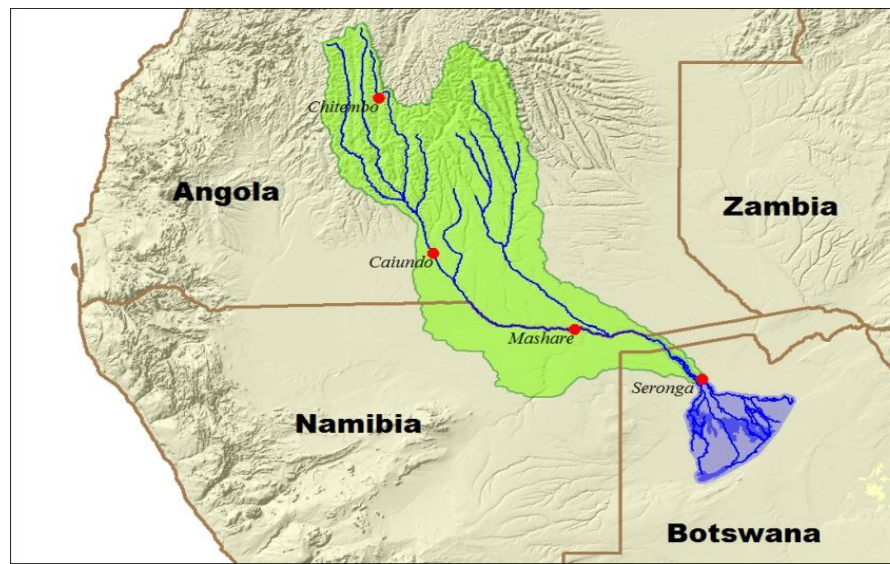 Chitembo
Angola
Zambia
Caiundo
Mashare
Seronga
Namibia
Botswana